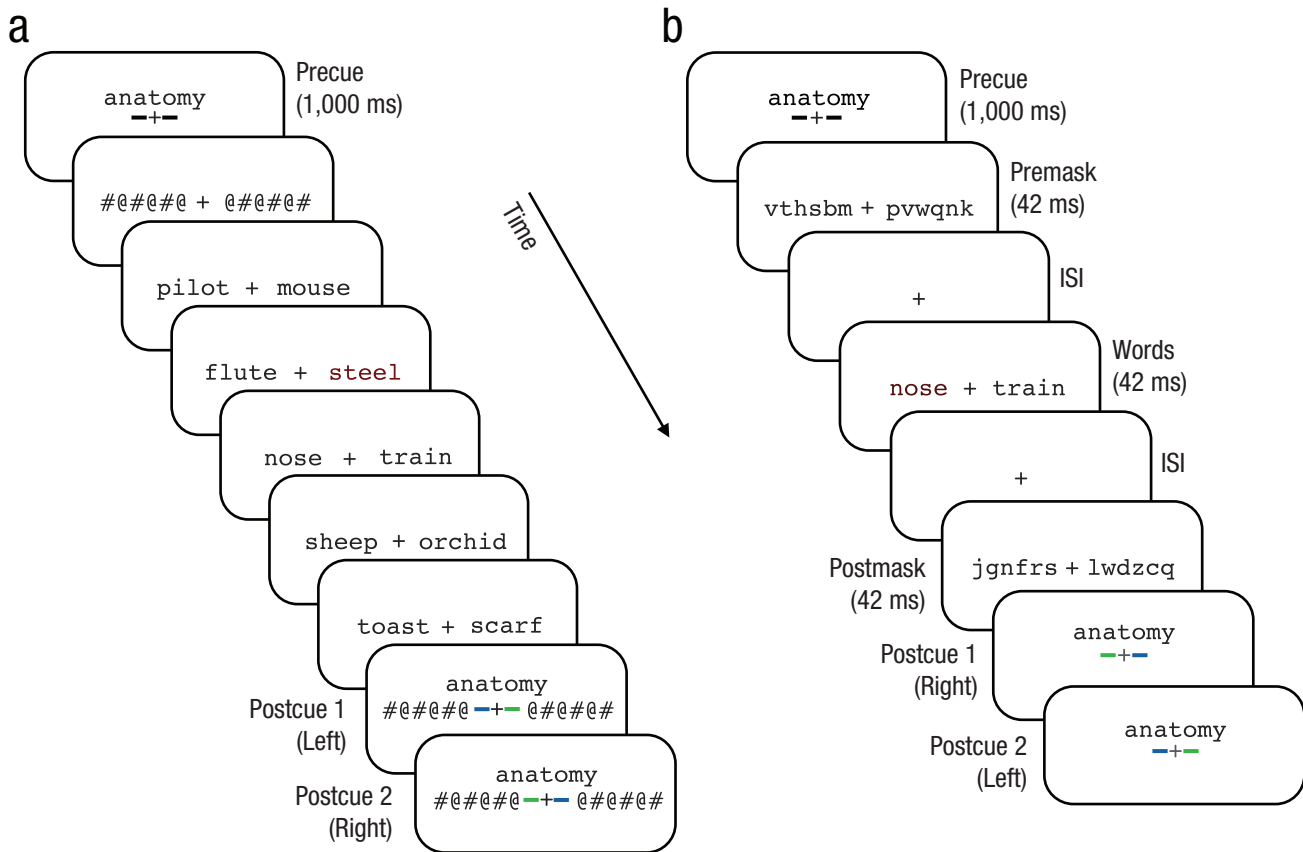 a
anatomy
+
Precue
(1,000 ms)
#@#@#@ + @#@#@#
pilot + mouse
flute + steel
nose + train
sheep + orchid
toast + scarf
anatomy
#@#@#@ + @#@#@#
Postcue 1
(Left)
anatomy
#@#@#@ + @#@#@#
Postcue 2
(Right)
Time
b
anatomy
+
Precue
(1,000 ms)
vthsbm + pvwqnk
Premask
(42 ms)
+
ISI
nose + train
Words
(42 ms)
+
ISI
jgnfrs + lwdzcq
Postmask
(42 ms)
anatomy
+
Postcue 1
(Right)
anatomy
+
Postcue 2
(Left)